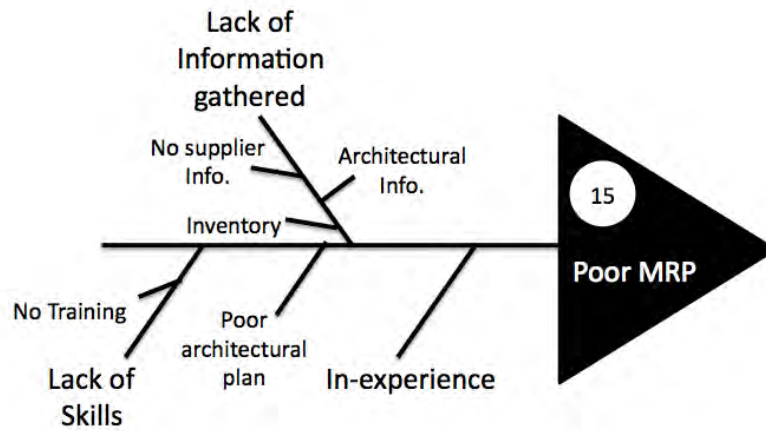 Lack of
Information
gathered
No supplier
Info.
Architectural
Info.
Inventory
15
Poor MRP
No Training
Poor
architectural
plan
Lack of
Skills
In-experience